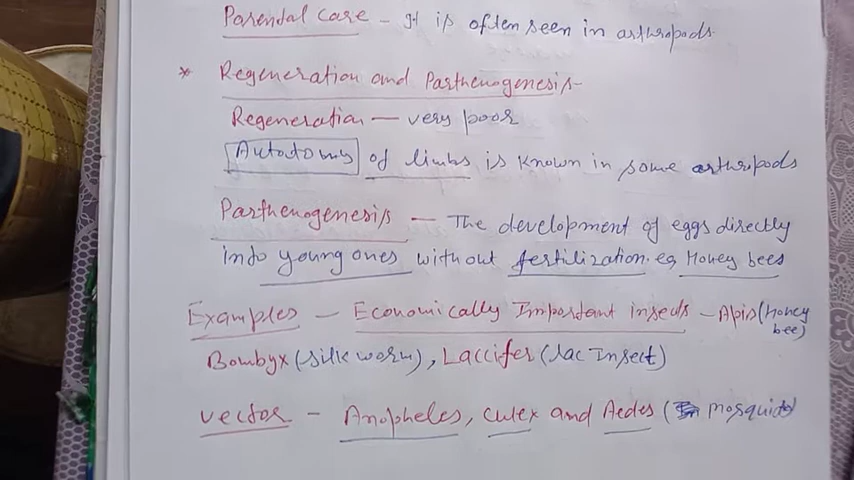 Parental Care - It is often seen in arthropods
* Regeneration and Parthenogenesis-
Regeneration — very poor
Autotomy of limbs is known in some arthropods
Parthenogenesis — The development of eggs directly
into young ones without fertilization. eg Honey bees
Examples — Economically Important insects - Apis (Honey
bee)
Bombyx (silk worm), Laccifer (lac Insect)
vector - Anopheles, Culex and Aedes ( mosquito)